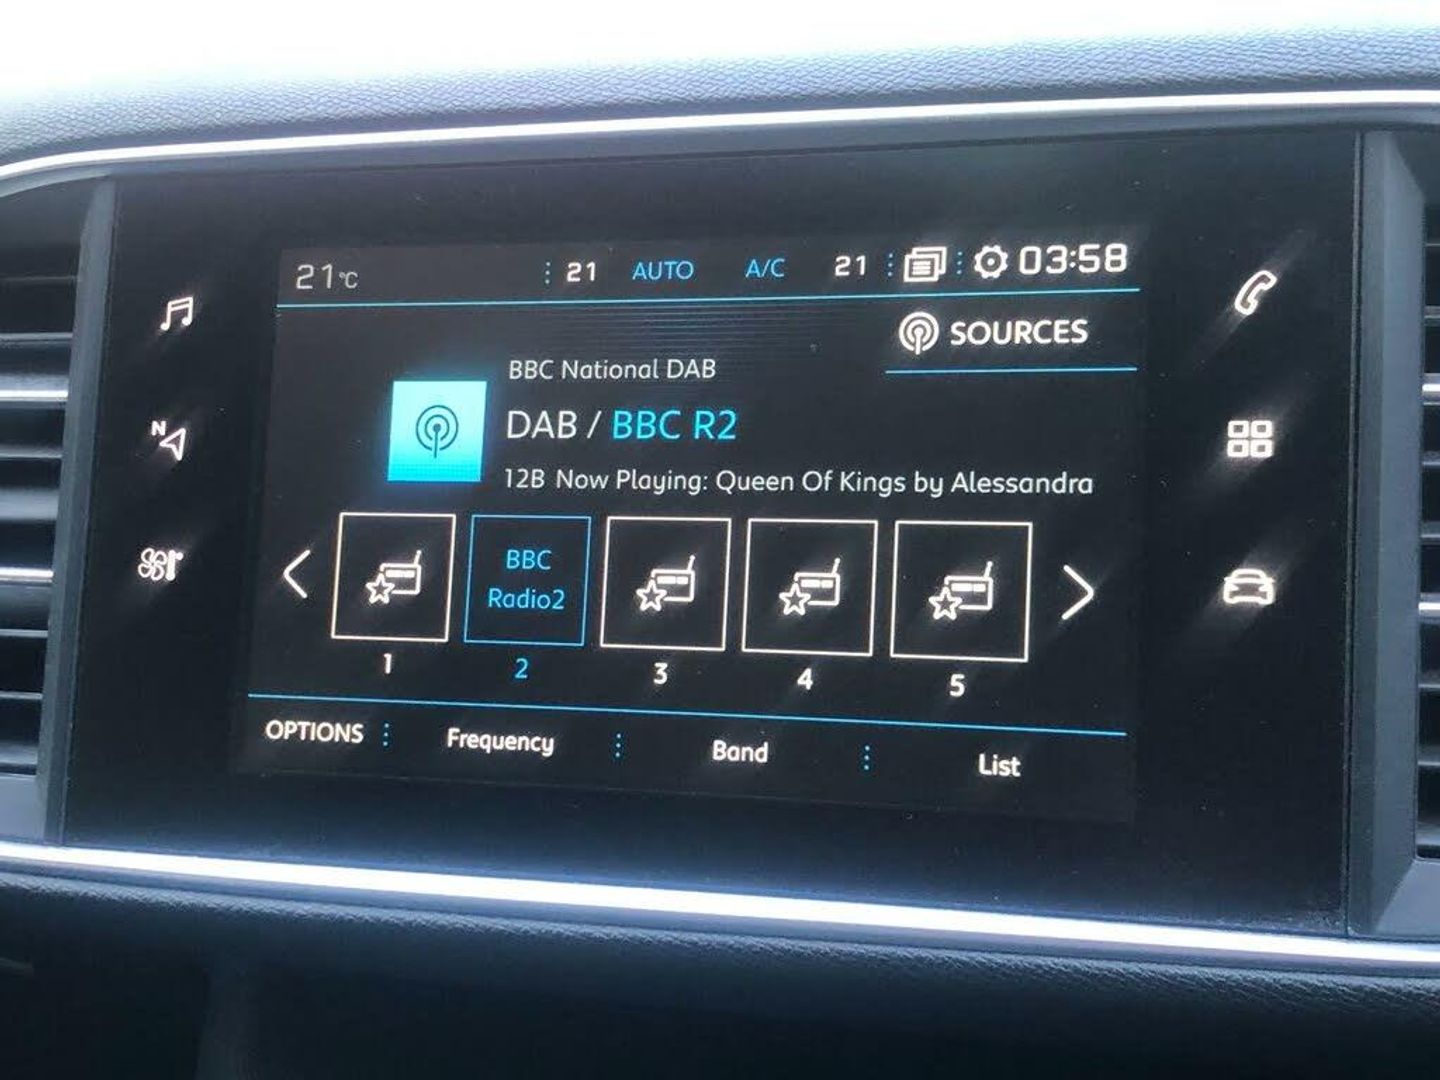 21°C 21 AUTO A/C 21 03:58
SOURCES
BBC National DAB
DAB / BBC R2
12B Now Playing: Queen Of Kings by Alessandra
N
BBC
Radio2
1 2 3 4 5
OPTIONS Frequency Band List